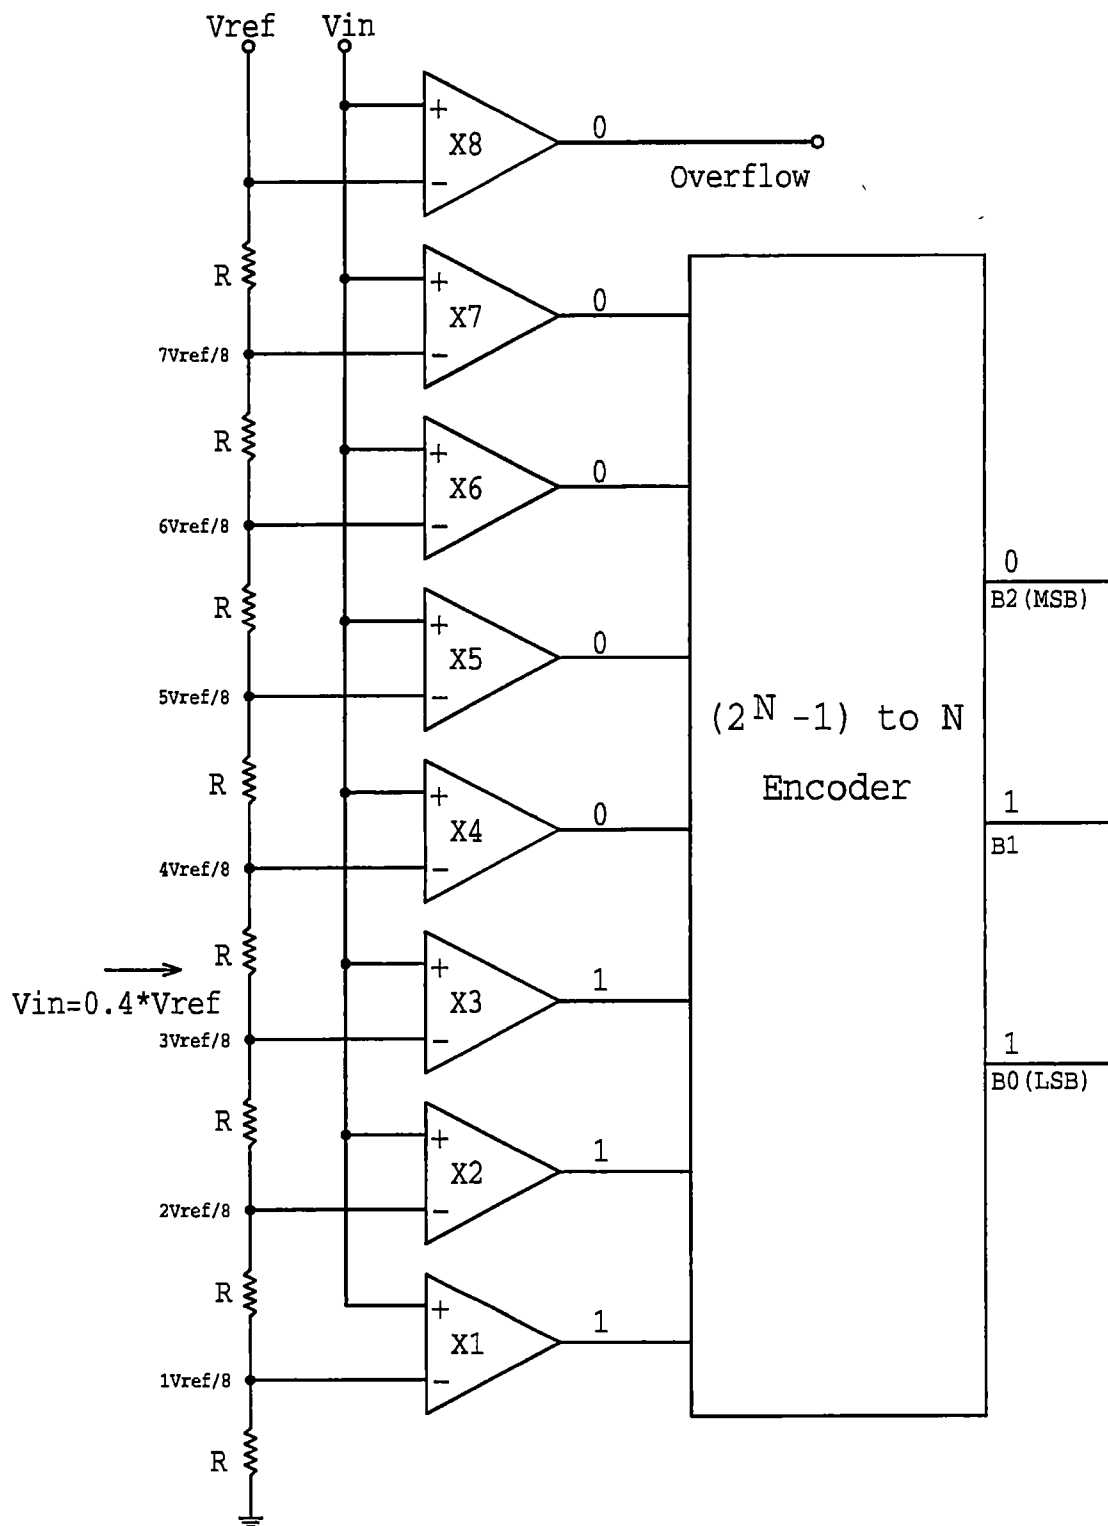 Vref Vin
+
X8
-
0
Overflow
R
+
X7
-
0
7Vref/8
R
+
X6
-
0
6Vref/8
R
+
X5
-
0
5Vref/8
R
+
X4
-
0
4Vref/8
R
+
X3
-
1
Vin=0.4*Vref
3Vref/8
R
+
X2
-
1
2Vref/8
R
+
X1
-
1
1Vref/8
R
(2^N -1) to N
Encoder
0
B2(MSB)
1
B1
1
B0(LSB)